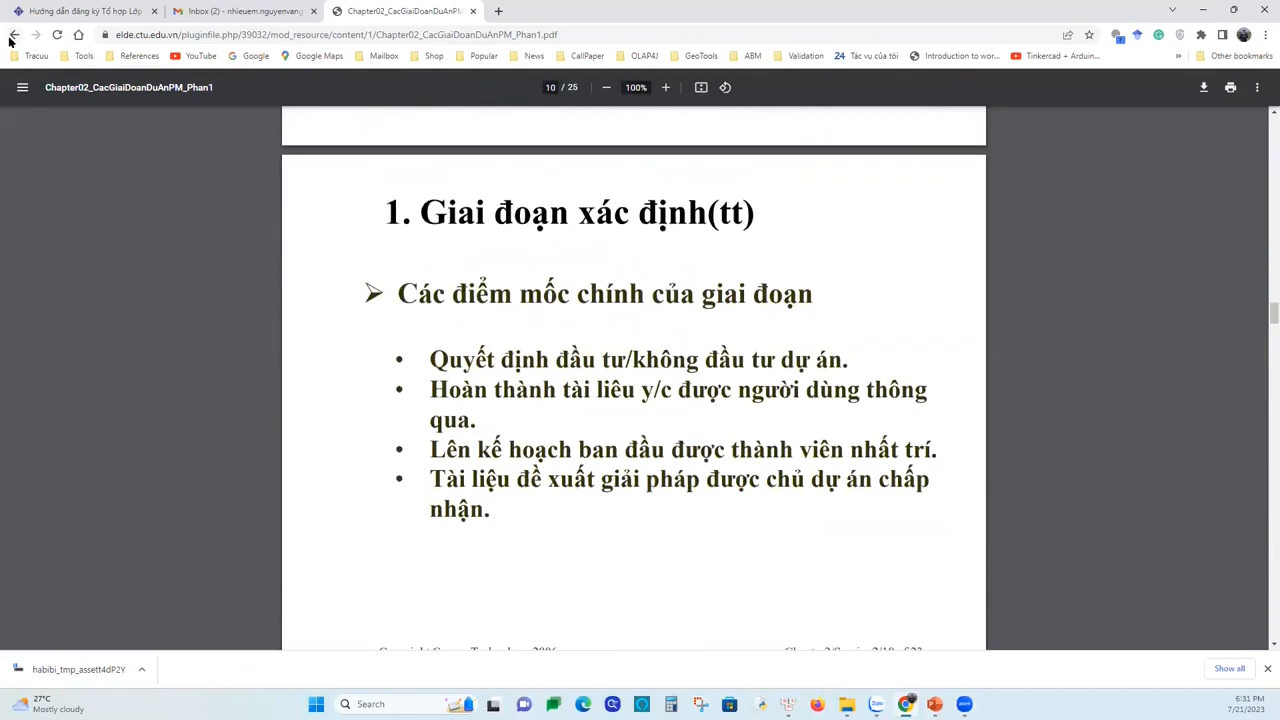 Hướng dẫn đăng ký Tổ hợp Lớp
Inbox (2) - nhieuem.nguyenvang
Chapter02_CacGiaiDoanDuAnPM_
elde.ctu.edu.vn/pluginfile.php/39032/mod_resource/content/1/Chapter02_CacGiaiDoanDuAnPM_Phan1.pdf
Tracuu Tools References YouTube Google Google Maps Mailbox Shop Popular News CallPaper OLAP4J GeoTools ABM Validation 24 Tác vụ của tôi Introduction to wor... Tinkercad + Arduin... » Other bookmarks
Chapter02_CacGiaiDoanDuAnPM_Phan1 10 / 25 100%
1. Giai đoạn xác định(tt)
Các điểm mốc chính của giai đoạn
• Quyết định đầu tư/không đầu tư dự án.
• Hoàn thành tài liêu y/c được người dùng thông
qua.
• Lên kế hoạch ban đầu được thành viên nhất trí.
• Tài liệu đề xuất giải pháp được chủ dự án chấp
nhận.
habibi_tmp_assett4dP2Y
Show all
27°C
Mostly cloudy
Search
6:31 PM
7/21/2023